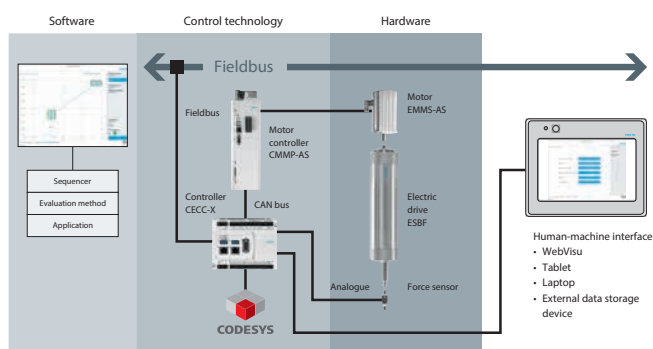 Software
Control technology
Hardware
Fieldbus
Fieldbus
Motor
controller
CMMP-AS
Motor
EMMS-AS
Sequencer
Evaluation method
Application
Controller
CECC-X
CAN bus
Electric
drive
ESBF
Analogue
Force sensor
CODESYS
Human-machine interface
• WebVisu
• Tablet
• Laptop
• External data storage
device